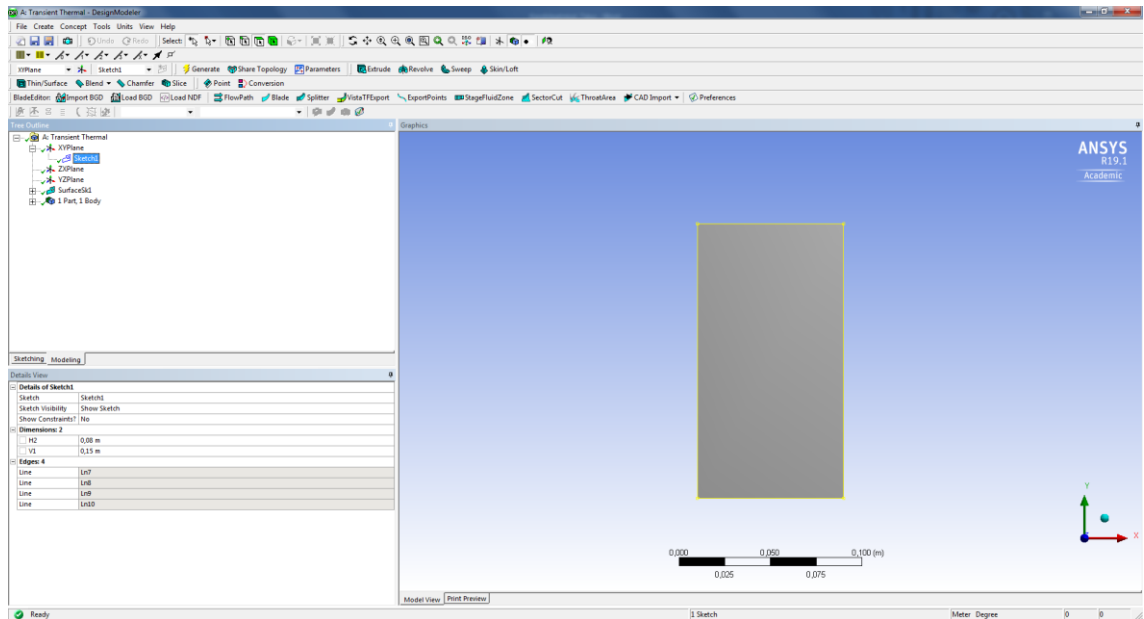 A: Transient Thermal - DesignModeler
File Create Concept Tools Units View Help
Undo Redo Select:
XYPlane Sketch1 Generate Share Topology Parameters Extrude Revolve Sweep Skin/Loft
Thin/Surface Blend Chamfer Slice Point Conversion
BladeEditor: Import BGD Load BGD Load NDF FlowPath Blade Splitter VistaTFExport ExportPoints StageFluidZone SectorCut ThroatArea CAD Import Preferences
Tree Outline
A: Transient Thermal
XYPlane
Sketch1
ZXPlane
YZPlane
SurfaceSk1
1 Part, 1 Body
Sketching Modeling
Details View
Details of Sketch1
Sketch Sketch1
Sketch Visibility Show Sketch
Show Constraints? No
Dimensions: 2
H2 0,08 m
V1 0,15 m
Edges: 4
Line Ln7
Line Ln8
Line Ln9
Line Ln10
Graphics
ANSYS
R19.1
Academic
Y
X
0,000 0,050 0,100 (m)
0,025 0,075
Model View Print Preview
Ready 1 Sketch Meter Degree 0 0